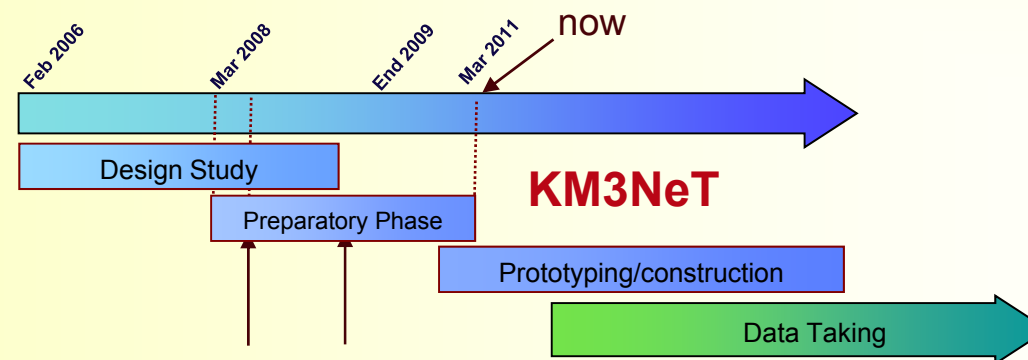 now
Feb 2006
Mar 2008
End 2009
Mar 2011
Design Study
KM3NeT
Preparatory Phase
Prototyping/construction
Data Taking